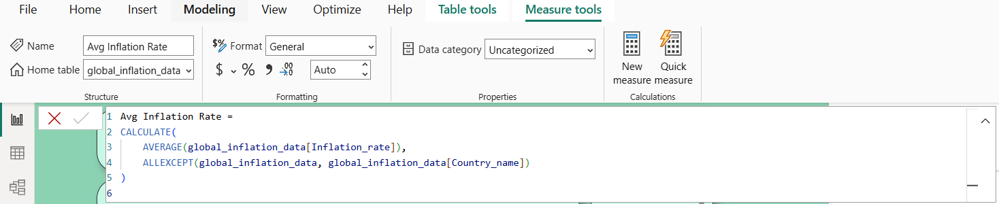 File Home Insert Modeling View Optimize Help Table tools Measure tools
Name Avg Inflation Rate
Home table global_inflation_data
Structure
$% Format General
$ % , .00 →0 Auto
Formatting
Data category Uncategorized
Properties
New measure
Quick measure
Calculations
1 Avg Inflation Rate =
2 CALCULATE(
3 AVERAGE(global_inflation_data[Inflation_rate]),
4 ALLEXCEPT(global_inflation_data, global_inflation_data[Country_name])
5 )
6